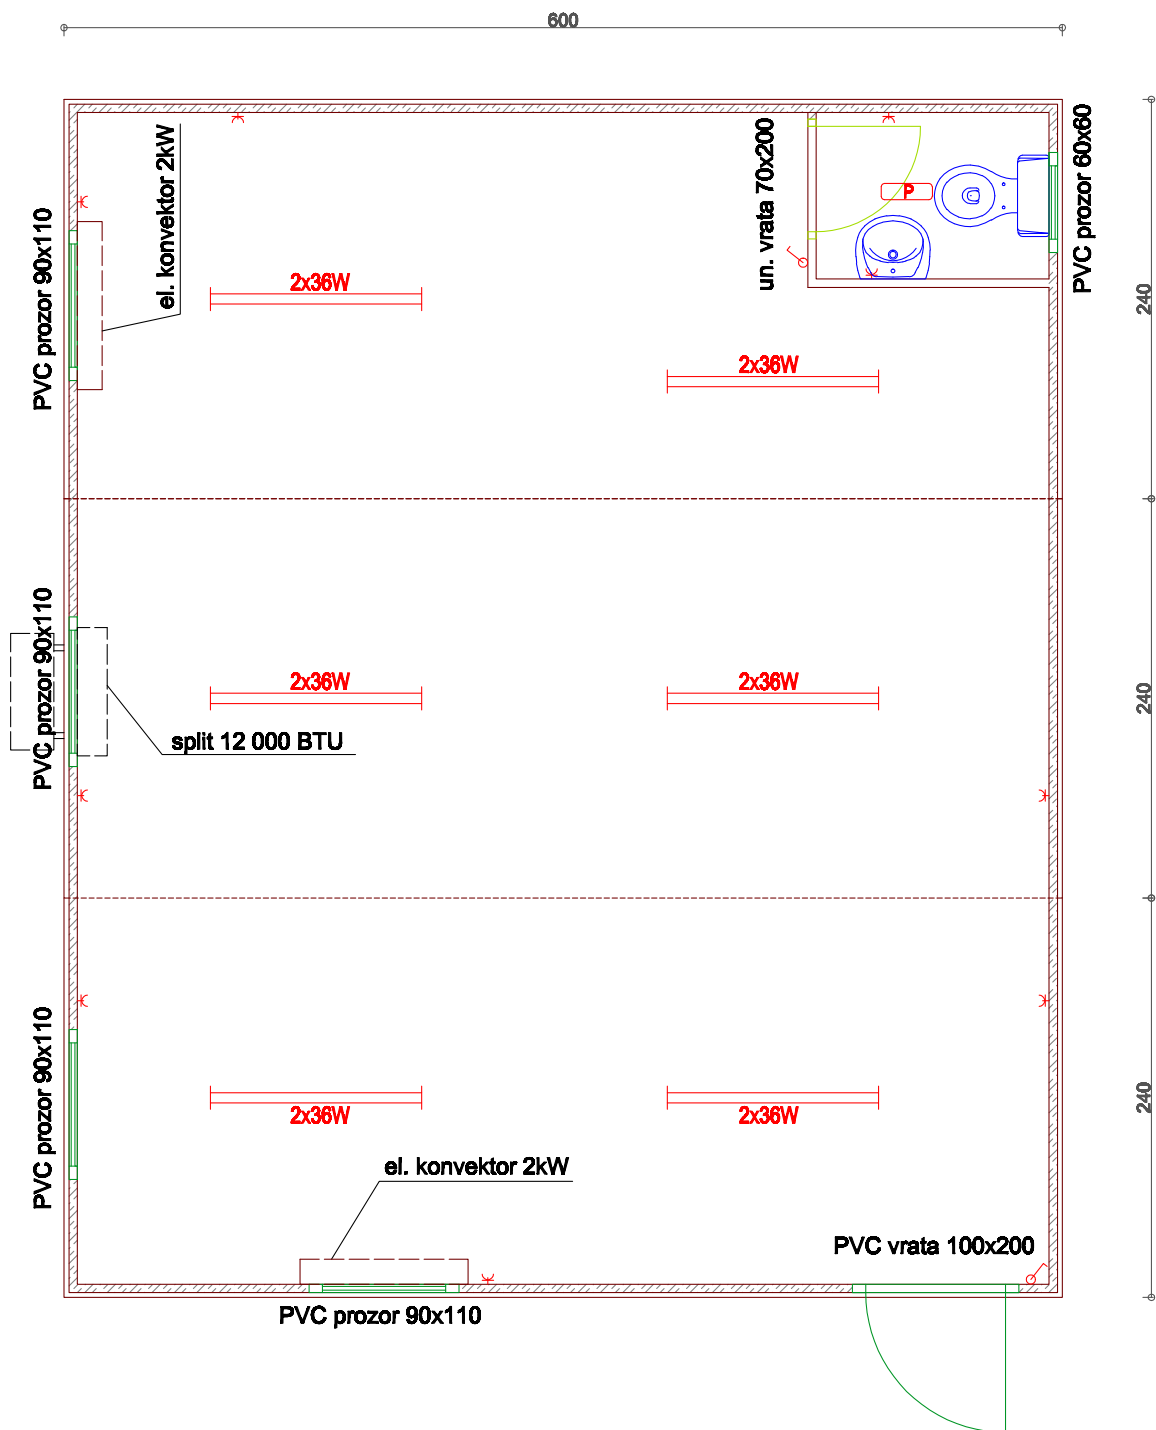 600
el. konvektor 2kW
un. vrata 70x200
PVC prozor 60x60
P
PVC prozor 90x110
2x36W
240
2x36W
PVC prozor 90x110
2x36W
2x36W
240
split 12 000 BTU
PVC prozor 90x110
2x36W
2x36W
240
el. konvektor 2kW
PVC vrata 100x200
PVC prozor 90x110